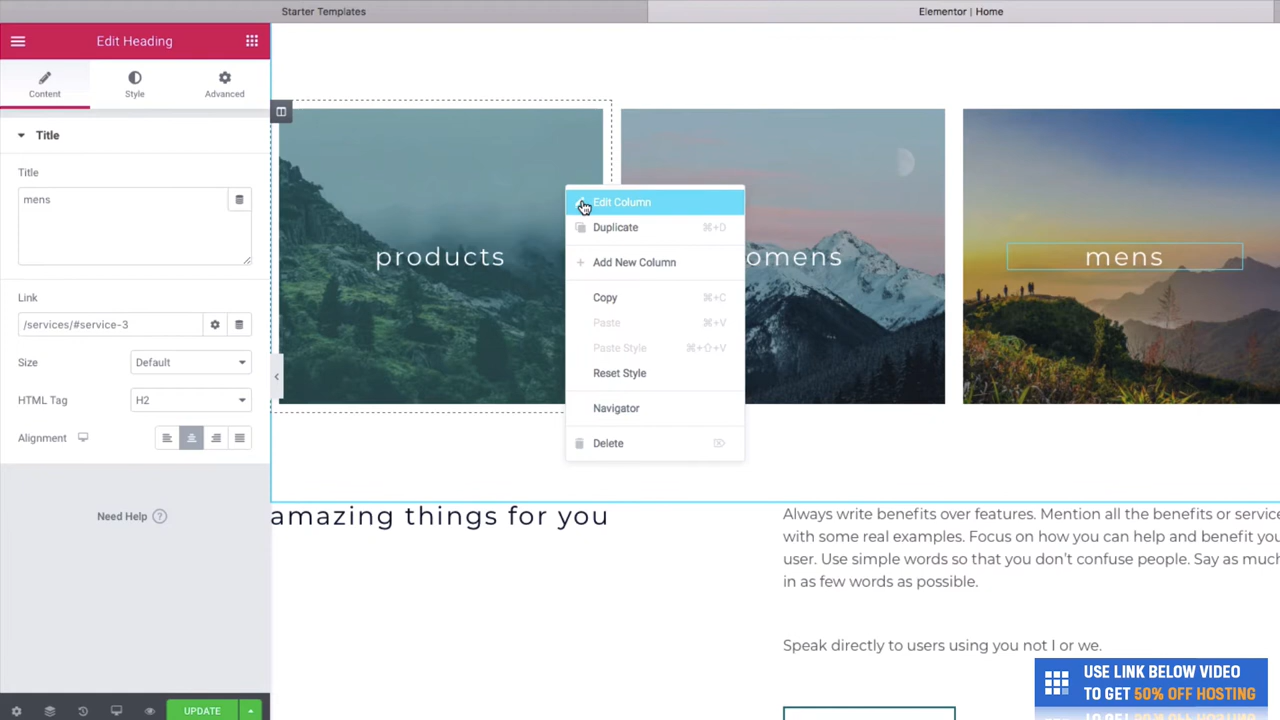 Starter Templates
Elementor | Home
Edit Heading
Content
Style
Advanced
Title
Title
mens
Link
/services/#service-3
Size
Default
HTML Tag
H2
Alignment
Need Help
UPDATE
products
omens
mens
Edit Column
Duplicate ⌘+D
Add New Column
Copy ⌘+C
Paste ⌘+V
Paste Style ⌘+⇧+V
Reset Style
Navigator
Delete
amazing things for you
Always write benefits over features. Mention all the benefits or service
with some real examples. Focus on how you can help and benefit you
user. Use simple words so that you don't confuse people. Say as much
in as few words as possible.
Speak directly to users using you not I or we.
USE LINK BELOW VIDEO
TO GET 50% OFF HOSTING